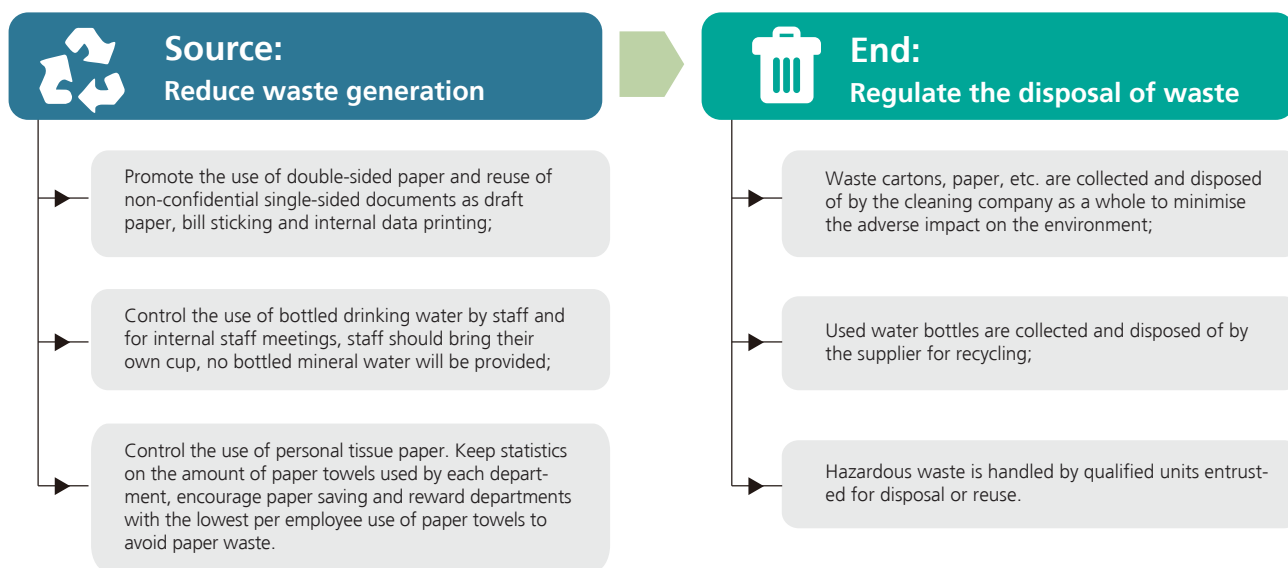 Source:
Reduce waste generation
Promote the use of double-sided paper and reuse of
non-confidential single-sided documents as draft
paper, bill sticking and internal data printing;
Control the use of bottled drinking water by staff and
for internal staff meetings, staff should bring their
own cup, no bottled mineral water will be provided;
Control the use of personal tissue paper. Keep statistics
on the amount of paper towels used by each depart-
ment, encourage paper saving and reward departments
with the lowest per employee use of paper towels to
avoid paper waste.
End:
Regulate the disposal of waste
Waste cartons, paper, etc. are collected and disposed
of by the cleaning company as a whole to minimise
the adverse impact on the environment;
Used water bottles are collected and disposed of by
the supplier for recycling;
Hazardous waste is handled by qualified units entrust-
ed for disposal or reuse.